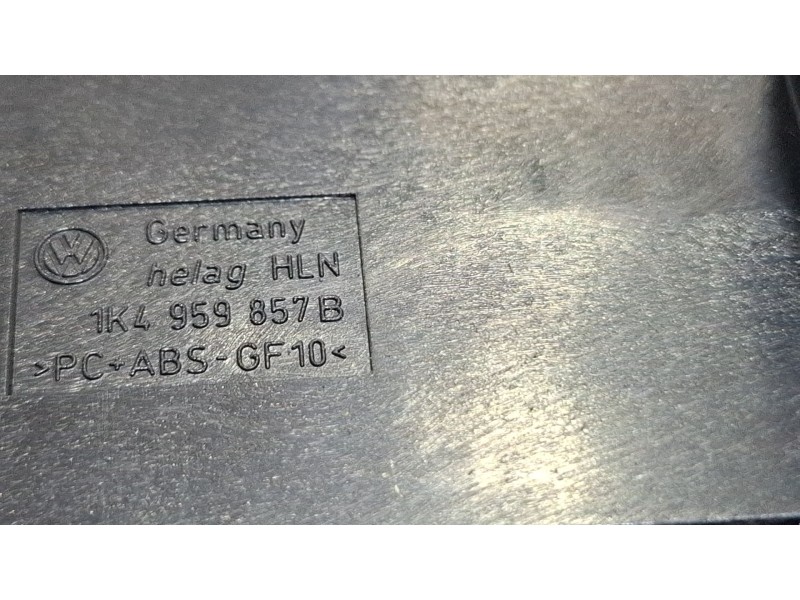 Germany
helag HLN
1K4 959 857 B
>PC+ABS-GF10<